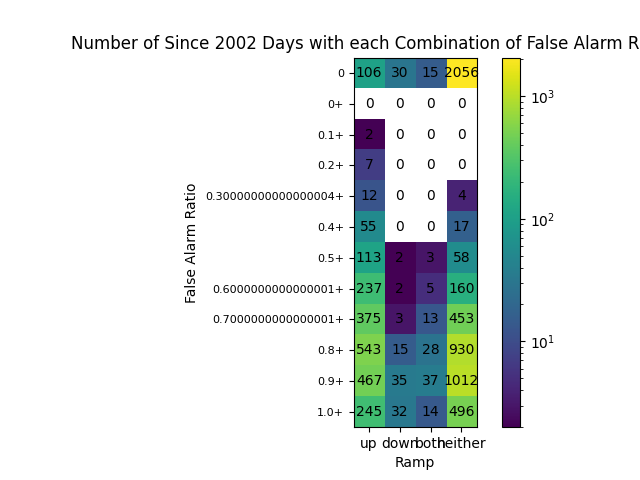 Number of Since 2002 Days with each Combination of False Alarm R
0 106 30 15 2056
0+ 0 0 0 0
0.1+ 2 0 0 0
0.2+ 7 0 0 0
0.30000000000000004+ 12 0 0 4
0.4+ 55 0 0 17
0.5+ 113 2 3 58
0.6000000000000001+ 237 2 5 160
0.7000000000000001+ 375 3 13 453
0.8+ 543 15 28 930
0.9+ 467 35 37 1012
1.0+ 245 32 14 496
up down both neither
Ramp
False Alarm Ratio
10³
10²
10¹